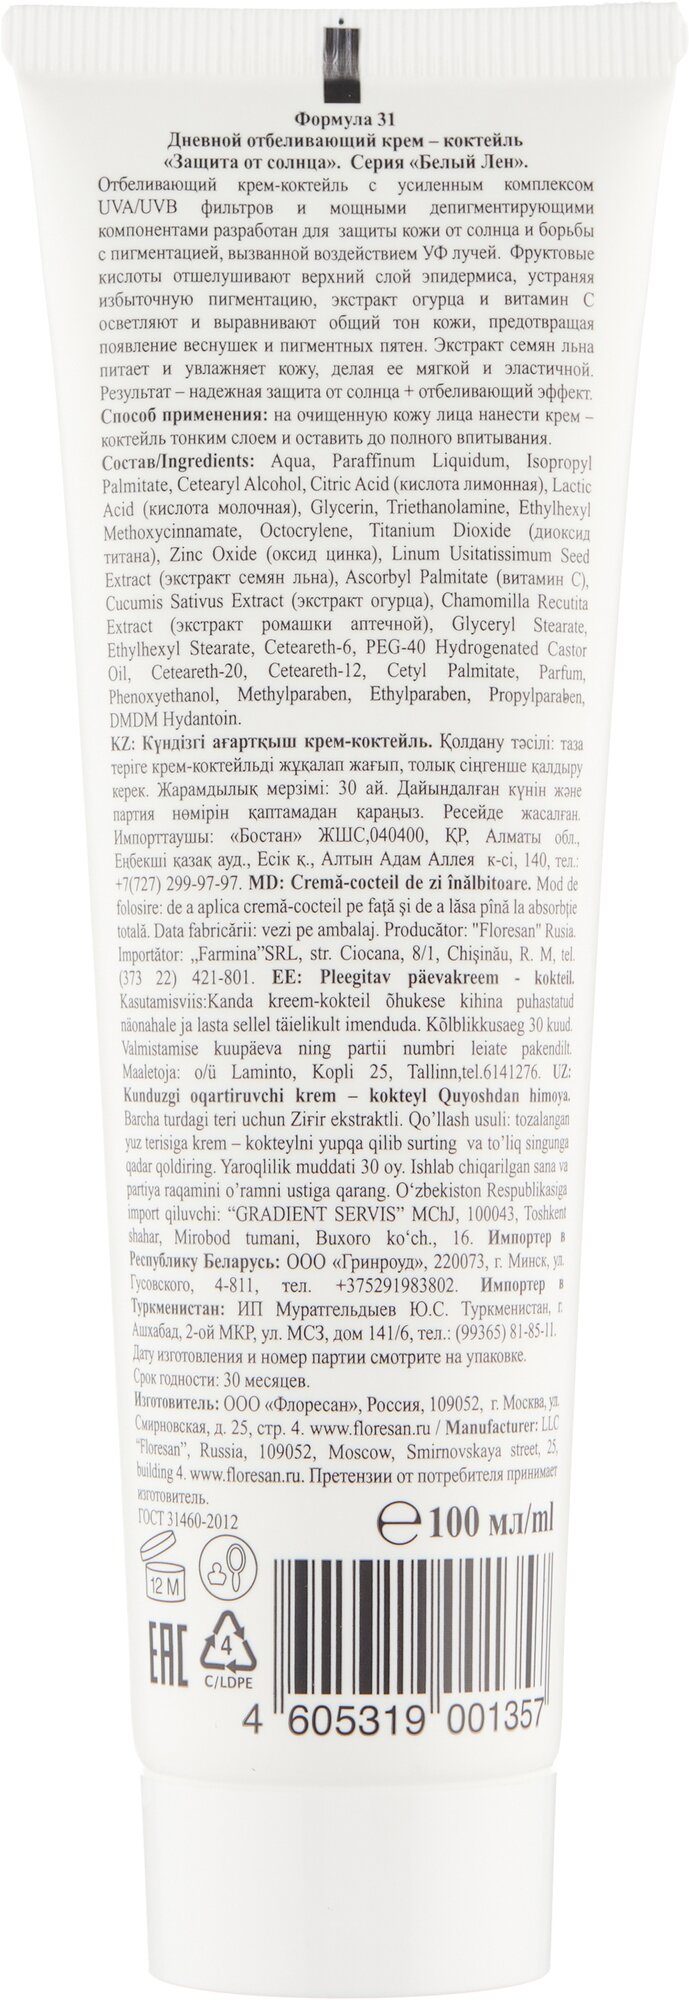 Формула 31
Дневной отбеливающий крем – коктейль
«Защита от солнца». Серия «Белый Лен».
Отбеливающий крем-коктейль с усиленным комплексом
UVA/UVB фильтров и мощными депигментирующими
компонентами разработан для защиты кожи от солнца и борьбы
с пигментацией, вызванной воздействием УФ лучей. Фруктовые
кислоты отшелушивают верхний слой эпидермиса, устраняя
избыточную пигментацию, экстракт огурца и витамин С
осветляют и выравнивают общий тон кожи, предотвращая
появление веснушек и пигментных пятен. Экстракт семян льна
питает и увлажняет кожу, делая ее мягкой и эластичной.
Результат – надежная защита от солнца + отбеливающий эффект.
Способ применения: на очищенную кожу лица нанести крем –
коктейль тонким слоем и оставить до полного впитывания.
Состав/Ingredients: Aqua, Paraffinum Liquidum, Isopropyl
Palmitate, Cetearyl Alcohol, Citric Acid (кислота лимонная), Lactic
Acid (кислота молочная), Glycerin, Triethanolamine, Ethylhexyl
Methoxycinnamate, Octocrylene, Titanium Dioxide (диоксид
титана), Zinc Oxide (оксид цинка), Linum Usitatissimum Seed
Extract (экстракт семян льна), Ascorbyl Palmitate (витамин С),
Cucumis Sativus Extract (экстракт огурца), Chamomilla Recutita
Extract (экстракт ромашки аптечной), Glyceryl Stearate,
Ethylhexyl Stearate, Ceteareth-6, PEG-40 Hydrogenated Castor
Oil, Ceteareth-20, Ceteareth-12, Cetyl Palmitate, Parfum,
Phenoxyethanol, Methylparaben, Ethylparaben, Propylparaben,
DMDM Hydantoin.
KZ: Күндізгі ағартқыш крем-коктейль. Қолдану тәсілі: таза
теріге крем-коктейльді жұқалап жағып, толық сіңгенше қалдыру
керек. Жарамдылық мерзімі: 30 ай. Дайындалған күнін және
партия нөмірін қаптамадан қараңыз. Ресейде жасалған.
Импорттаушы: «Бостан» ЖШС,040400, ҚР, Алматы обл.,
Еңбекші қазақ ауд., Есік қ., Алтын Адам Аллея к-сі, 140, тел.:
+7(727) 299-97-97. MD: Cremă-cocteil de zi înălbitoare. Mod de
folosire: de a aplica cremă-cocteil pe față și de a lăsa pînă la absorbție
totală. Data fabricării: vezi pe ambalaj. Producător: "Floresan" Rusia.
Importător: „Farmina”SRL, str. Ciocana, 8/1, Chișinău, R. M, tel.
(373 22) 421-801. EE: Pleegitav päevakreem - kokteil.
Kasutamisviis:Kanda kreem-kokteil õhukese kihina puhastatud
näonahale ja lasta sellel täielikult imenduda. Kõlblikkusaeg 30 kuud.
Valmistamise kuupäeva ning partii numbri leiate pakendilt.
Maaletoja: o/ü Laminto, Kopli 25, Tallinn,tel.6141276. UZ:
Kunduzgi oqartiruvchi krem – kokteyl Quyoshdan himoya.
Barcha turdagi teri uchun Zirir ekstraktli. Qo’llash usuli: tozalangan
yuz terisiga krem – kokteylni yupqa qilib surting va to’liq singunga
qadar qoldiring. Yaroqlilik muddati 30 oy. Ishlab chiqarilgan sana va
partiya raqamini o’ramni ustiga qarang. O‘zbekiston Respublikasiga
import qiluvchi: “GRADIENT SERVIS” MChJ, 100043, Toshkent
shahar, Mirobod tumani, Buxoro ko‘ch., 16. Импортер в
Республику Беларусь: ООО «Гринроуд», 220073, г. Минск, ул.
Гусовского, 4-811, тел. +375291983802. Импортер в
Туркменистан: ИП Муратгельдыев Ю.С. Туркменистан, г.
Ашхабад, 2-ой МКР, ул. МСЗ, дом 141/6, тел.: (99365) 81-85-11.
Дату изготовления и номер партии смотрите на упаковке.
Срок годности: 30 месяцев.
Изготовитель: ООО «Флоресан», Россия, 109052, г. Москва, ул.
Смирновская, д. 25, стр. 4. www.floresan.ru / Manufacturer: LLC
“Floresan”, Russia, 109052, Moscow, Smirnovskaya street, 25,
building 4. www.floresan.ru. Претензии от потребителя принимает
изготовитель.
ГОСТ 31460-2012
℮ 100 мл/ml
12 M
EAC
4
C/LDPE
4 605319 001357